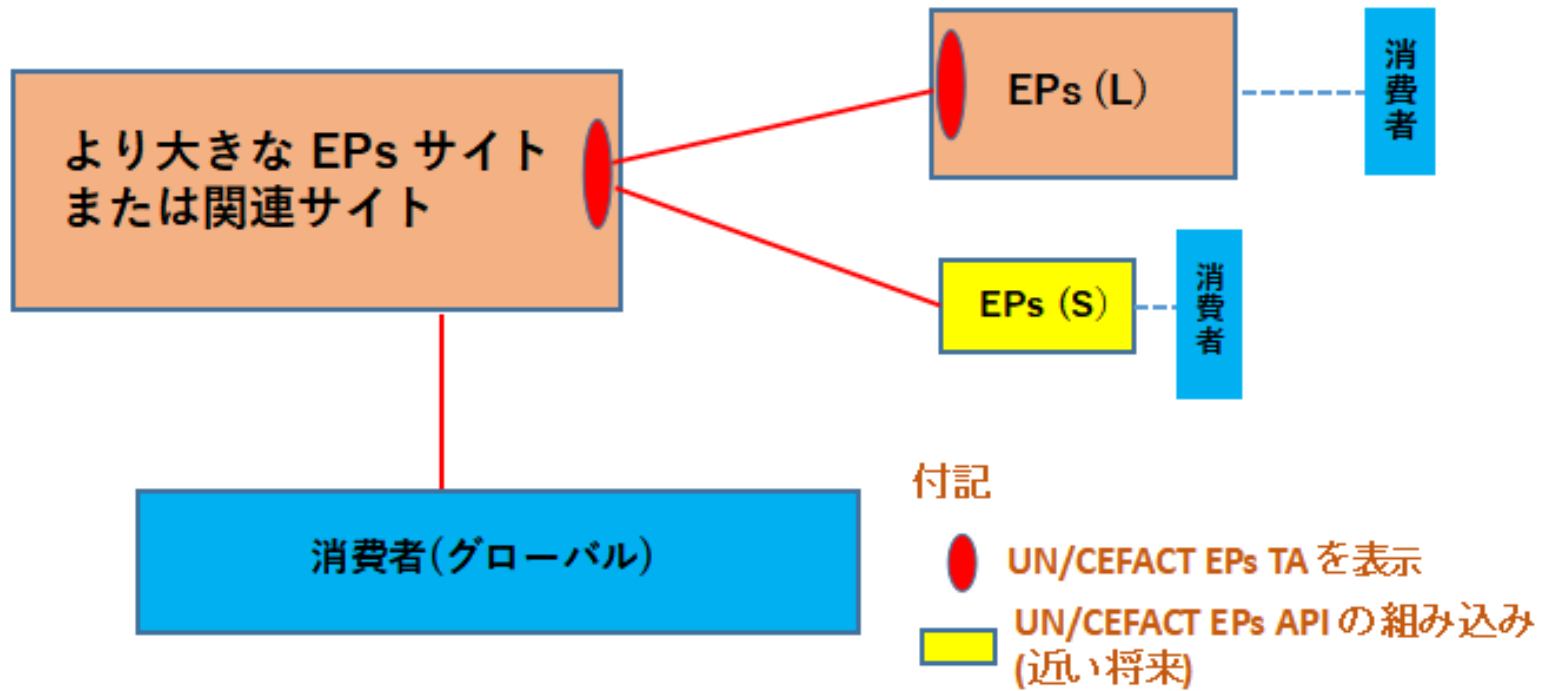 より大きな EPs サイト
または関連サイト
EPs (L)
消費者
EPs (S)
消費者
消費者(グローバル)
付記
UN/CEFACT EPs TA を表示
UN/CEFACT EPs API の組み込み
(近い将来)